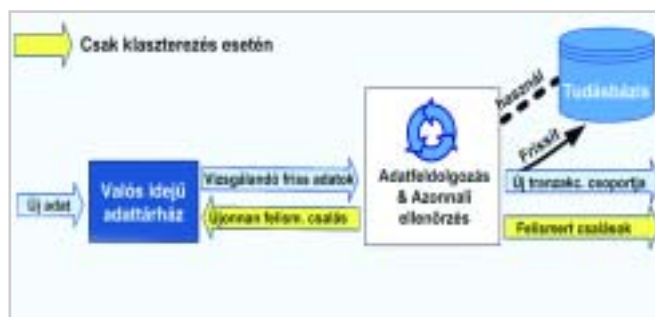 Csak klaszterezés esetén
használ
Tudásbázis
Frissít
Adatfeldolgozás
& Azonnali
ellenőrzés
Valós idejű
adattárház
Vizsgálandó friss adatok
Új adat
Újonnan felism. csalás
Új tranzakc. csoportja
Felismert csalások